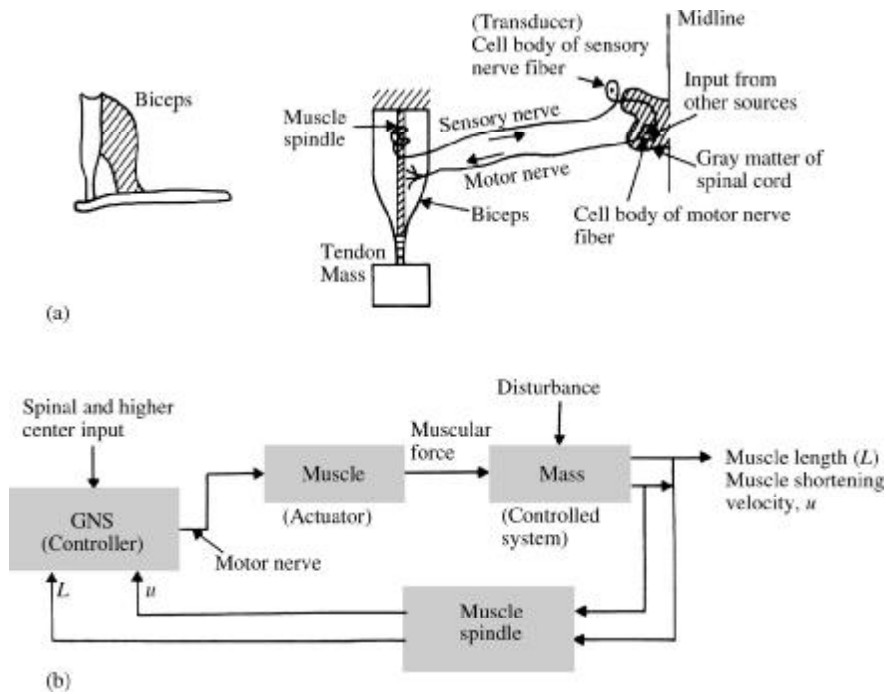 (Transducer)
Cell body of sensory
nerve fiber
Midline
Biceps
Muscle
spindle
Sensory nerve
Input from
other sources
Motor nerve
Gray matter of
spinal cord
Biceps
Cell body of motor nerve
fiber
Tendon
Mass
(a)
Disturbance
Spinal and higher
center input
Muscular
force
Muscle
Mass
Muscle length (L)
Muscle shortening
velocity, u
GNS
(Controller)
(Actuator)
(Controlled
system)
Motor nerve
L
u
Muscle
spindle
(b)